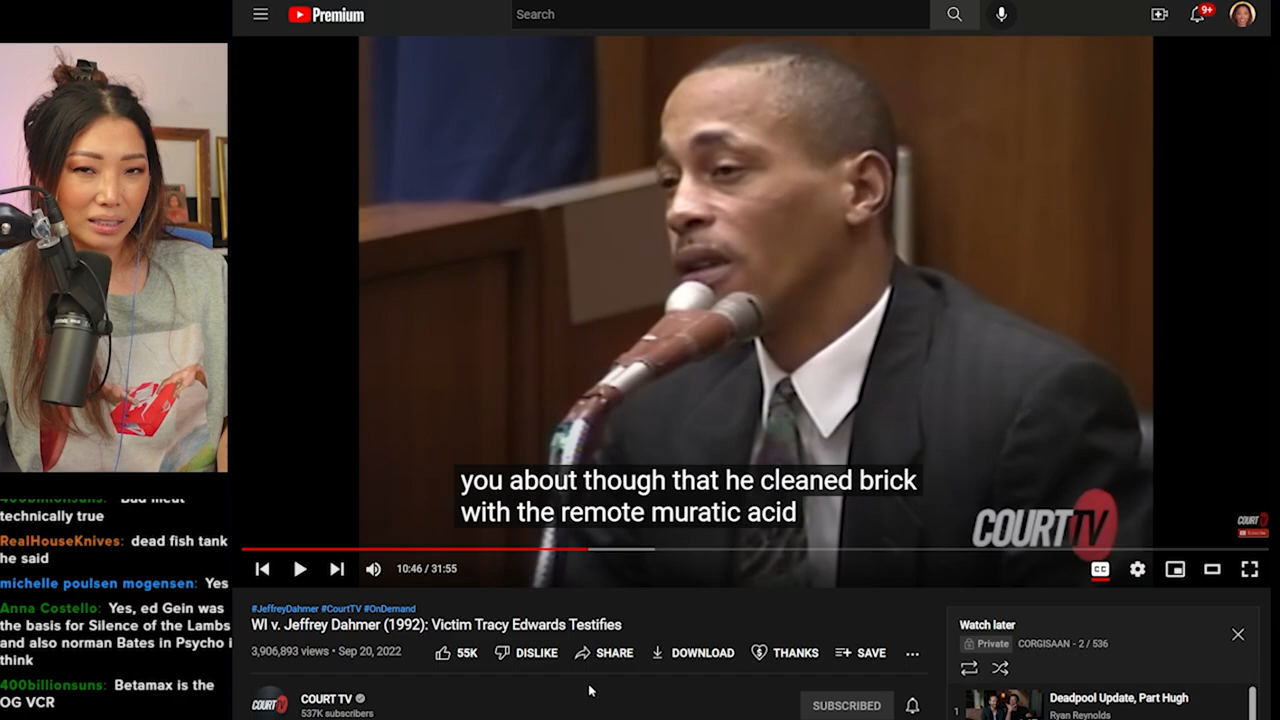 Premium
Search
9+
you about though that he cleaned brick
with the remote muratic acid
COURT TV
COURT
10:46 / 31:55
CC
#JeffreyDahmer #CourtTV #OnDemand
WI v. Jeffrey Dahmer (1992): Victim Tracy Edwards Testifies
3,906,893 views • Sep 20, 2022
55K
DISLIKE
SHARE
DOWNLOAD
THANKS
SAVE
COURT TV
537K subscribers
SUBSCRIBED
Watch later
Private CORGISAAN - 2 / 536
1
Deadpool Update, Part Hugh
Ryan Reynolds
technically true
RealHouseKnives: dead fish tank
he said
michelle poulsen mogensen: Yes
Anna Costello: Yes, ed Gein was
the basis for Silence of the Lambs
and also norman Bates in Psycho i
think
400billionsuns: Betamax is the
OG VCR